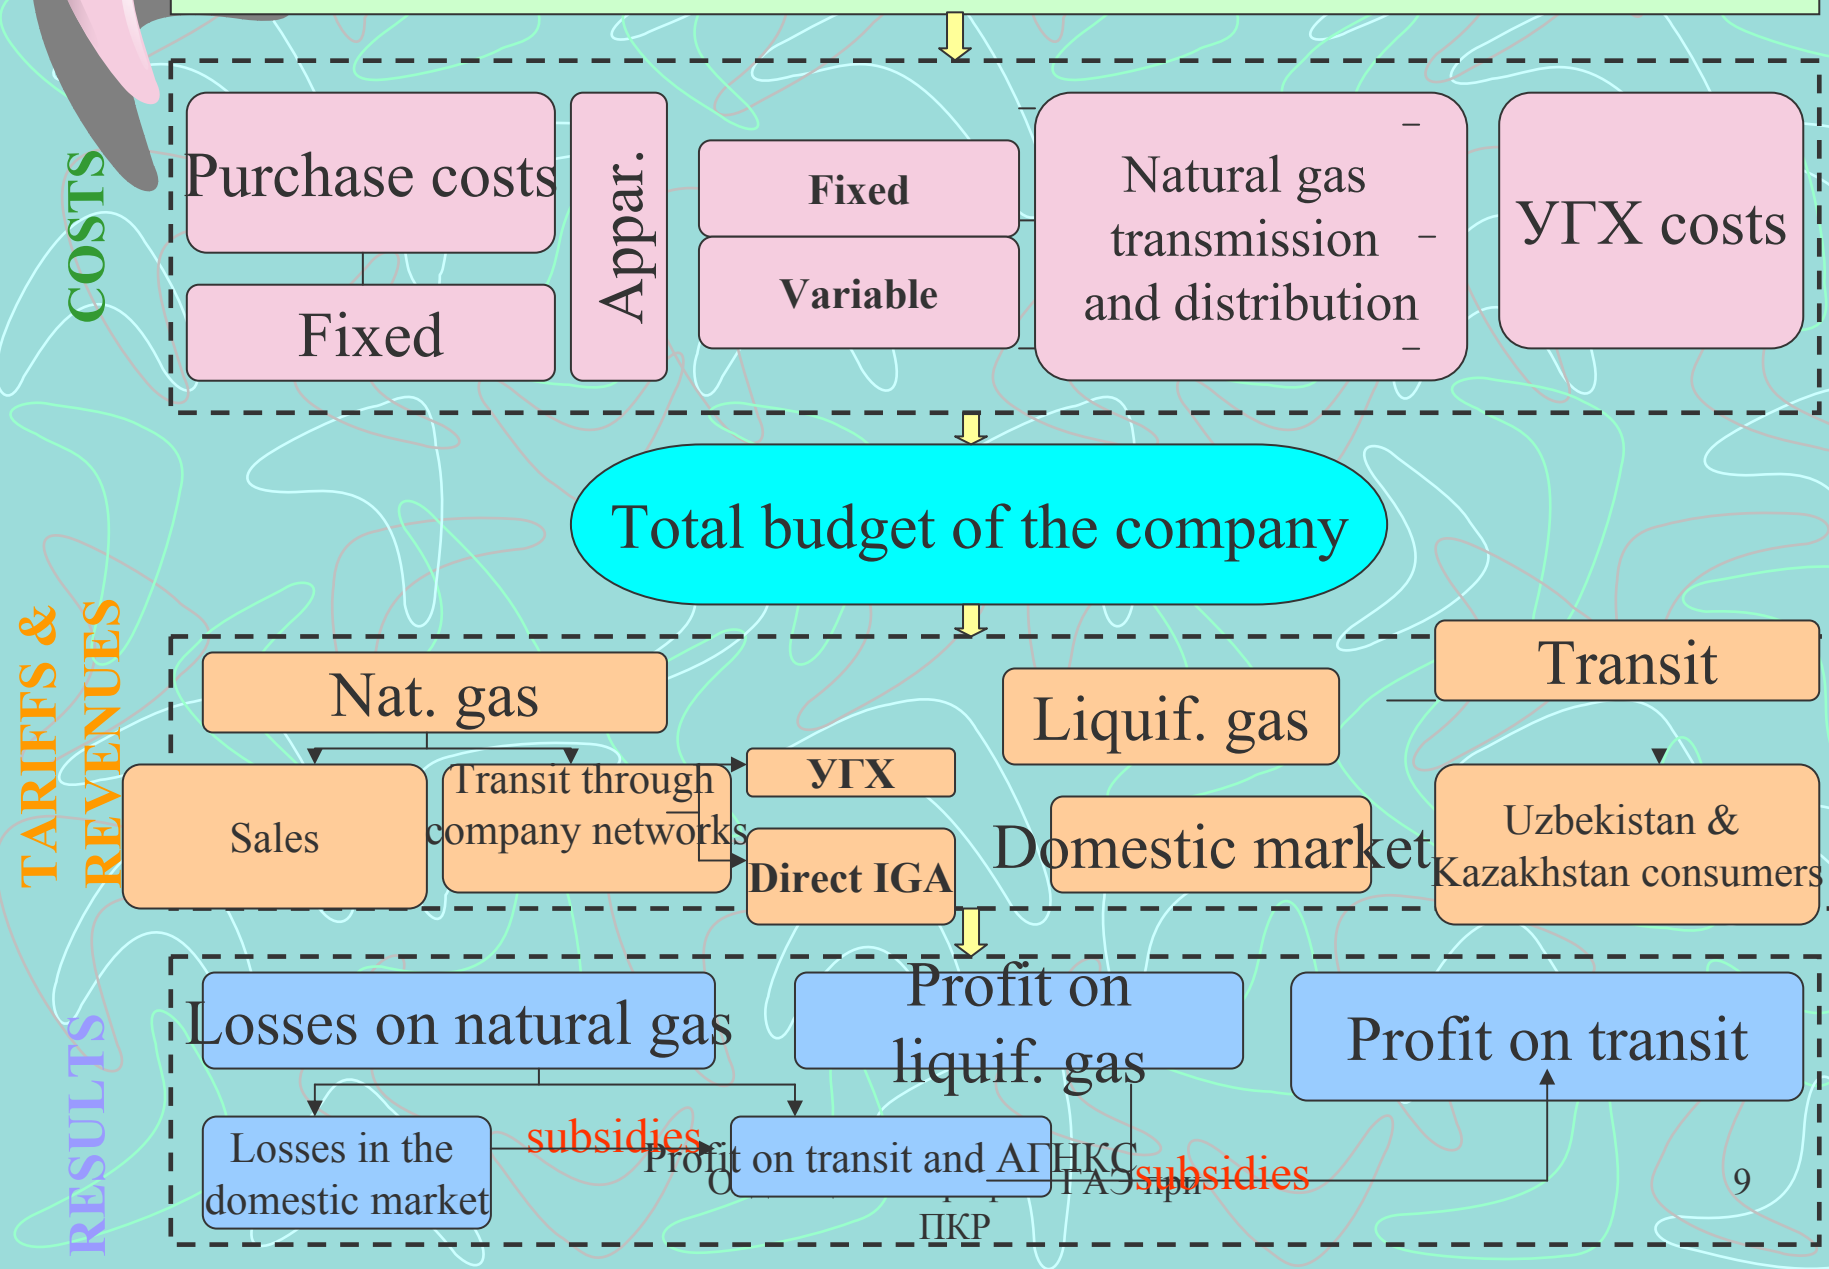 COSTS
Purchase costs
Fixed
Appar.
Fixed
Variable
Natural gas
transmission
and distribution
УГХ costs
Total budget of the company
TARIFFS &
REVENUES
Nat. gas
Sales
Transit through
company networks
УГХ
Direct IGA
Liquif. gas
Domestic market
Transit
Uzbekistan &
Kazakhstan consumers
RESULTS
Losses on natural gas
Profit on
liquif. gas
Profit on transit
Losses in the
domestic market
subsidies
Profit on transit and АГНКС
subsidies
ГАЭ при
ПКР
9